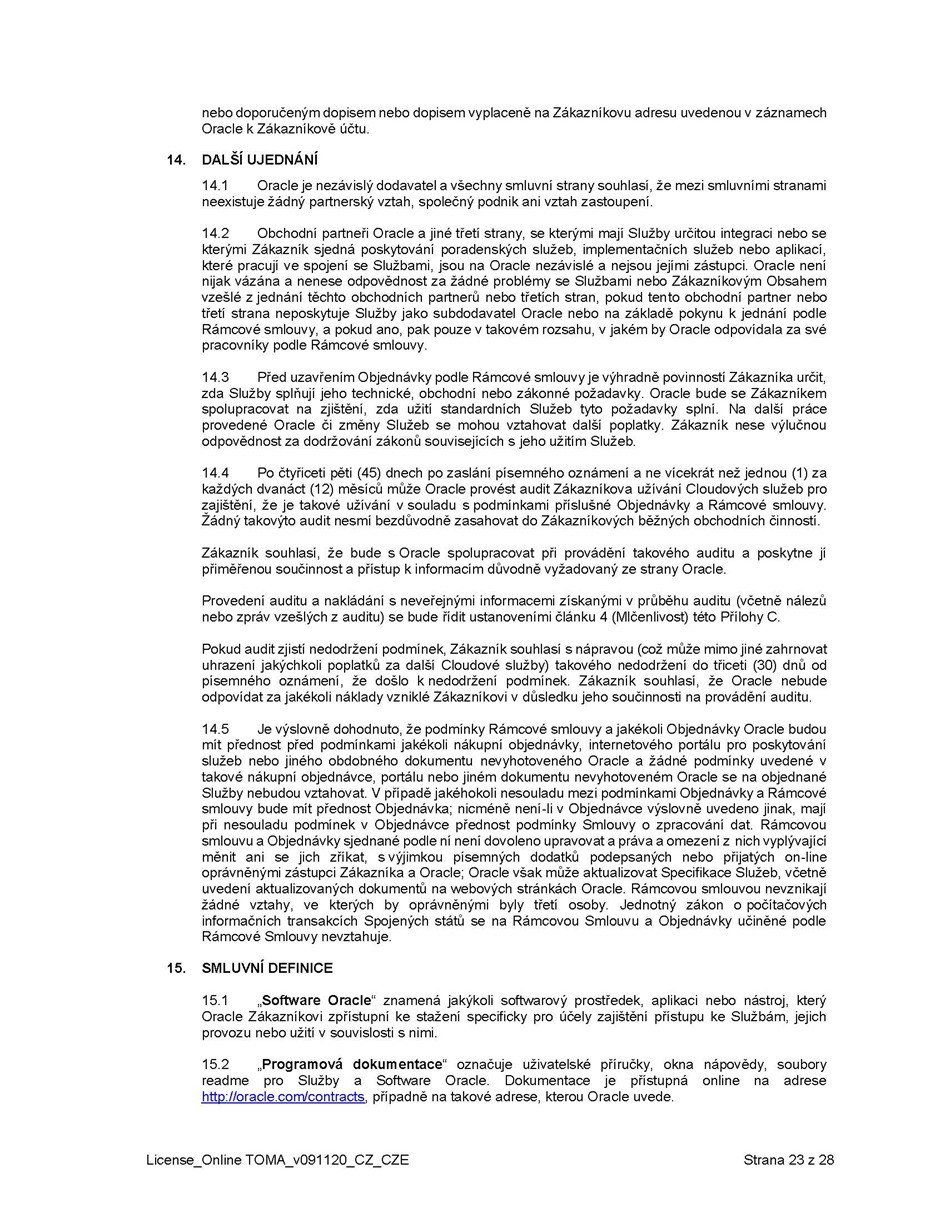 nebo doporučeným dopisem nebo dopisem vyplaceně na Zákazníkovu adresu uvedenou v záznamech
Oracle k Zákazníkově účtu.
14. DALŠÍ UJEDNÁNÍ
14.1 Oracle je nezávislý dodavatel a všechny smluvní strany souhlasí, že mezi smluvními stranami
neexistuje žádný partnerský vztah, společný podnik ani vztah zastoupení.
14.2 Obchodní partneři Oracle a jiné třetí strany, se kterými mají Služby určitou integraci nebo se
kterými Zákazník sjedná poskytování poradenských služeb, implementačních služeb nebo aplikací,
které pracují ve spojení se Službami, jsou na Oracle nezávislé a nejsou jejími zástupci. Oracle není
nijak vázána a nenese odpovědnost za žádné problémy se Službami nebo Zákazníkovým Obsahem
vzešlé z jednání těchto obchodních partnerů nebo třetích stran, pokud tento obchodní partner nebo
třetí strana neposkytuje Služby jako subdodavatel Oracle nebo na základě pokynu k jednání podle
Rámcové smlouvy, a pokud ano, pak pouze v takovém rozsahu, v jakém by Oracle odpovídala za své
pracovníky podle Rámcové smlouvy.
14.3 Před uzavřením Objednávky podle Rámcové smlouvy je výhradně povinností Zákazníka určit,
zda Služby splňují jeho technické, obchodní nebo zákonné požadavky. Oracle bude se Zákazníkem
spolupracovat na zjištění, zda užití standardních Služeb tyto požadavky splní. Na další práce
provedené Oracle či změny Služeb se mohou vztahovat další poplatky. Zákazník nese výlučnou
odpovědnost za dodržování zákonů souvisejících s jeho užitím Služeb.
14.4 Po čtyřiceti pěti (45) dnech po zaslání písemného oznámení a ne vícekrát než jednou (1) za
každých dvanáct (12) měsíců může Oracle provést audit Zákazníkova užívání Cloudových služeb pro
zajištění, že je takové užívání v souladu s podmínkami příslušné Objednávky a Rámcové smlouvy.
Žádný takovýto audit nesmí bezdůvodně zasahovat do Zákazníkových běžných obchodních činností.
Zákazník souhlasí, že bude s Oracle spolupracovat při provádění takového auditu a poskytne jí
přiměřenou součinnost a přístup k informacím důvodně vyžadovaný ze strany Oracle.
Provedení auditu a nakládání s neveřejnými informacemi získanými v průběhu auditu (včetně nálezů
nebo zpráv vzešlých z auditu) se bude řídit ustanoveními článku 4 (Mlčenlivost) této Přílohy C.
Pokud audit zjistí nedodržení podmínek, Zákazník souhlasí s nápravou (což může mimo jiné zahrnovat
uhrazení jakýchkoli poplatků za další Cloudové služby) takového nedodržení do třiceti (30) dnů od
písemného oznámení, že došlo k nedodržení podmínek. Zákazník souhlasí, že Oracle nebude
odpovídat za jakékoli náklady vzniklé Zákazníkovi v důsledku jeho součinnosti na provádění auditu.
14.5 Je výslovně dohodnuto, že podmínky Rámcové smlouvy a jakékoli Objednávky Oracle budou
mít přednost před podmínkami jakékoli nákupní objednávky, internetového portálu pro poskytování
služeb nebo jiného obdobného dokumentu nevyhotoveného Oracle a žádné podmínky uvedené v
takové nákupní objednávce, portálu nebo jiném dokumentu nevyhotoveném Oracle se na objednané
Služby nebudou vztahovat. V případě jakéhokoli nesouladu mezi podmínkami Objednávky a Rámcové
smlouvy bude mít přednost Objednávka; nicméně není-li v Objednávce výslovně uvedeno jinak, mají
při nesouladu podmínek v Objednávce přednost podmínky Smlouvy o zpracování dat. Rámcovou
smlouvu a Objednávky sjednané podle ní není dovoleno upravovat a práva a omezení z nich vyplývající
měnit ani se jich zříkat, s výjimkou písemných dodatků podepsaných nebo přijatých on-line
oprávněnými zástupci Zákazníka a Oracle; Oracle však může aktualizovat Specifikace Služeb, včetně
uvedení aktualizovaných dokumentů na webových stránkách Oracle. Rámcovou smlouvou nevznikají
žádné vztahy, ve kterých by oprávněnými byly třetí osoby. Jednotný zákon o počítačových
informačních transakcích Spojených států se na Rámcovou Smlouvu a Objednávky učiněné podle
Rámcové Smlouvy nevztahuje.
15. SMLUVNÍ DEFINICE
15.1 „Software Oracle“ znamená jakýkoli softwarový prostředek, aplikaci nebo nástroj, který
Oracle Zákazníkovi zpřístupní ke stažení specificky pro účely zajištění přístupu ke Službám, jejich
provozu nebo užití v souvislosti s nimi.
15.2 „Programová dokumentace“ označuje uživatelské příručky, okna nápovědy, soubory
readme pro Služby a Software Oracle. Dokumentace je přístupná online na adrese
http://oracle.com/contracts, případně na takové adrese, kterou Oracle uvede.
License_Online TOMA_v091120_CZ_CZE Strana 23 z 28